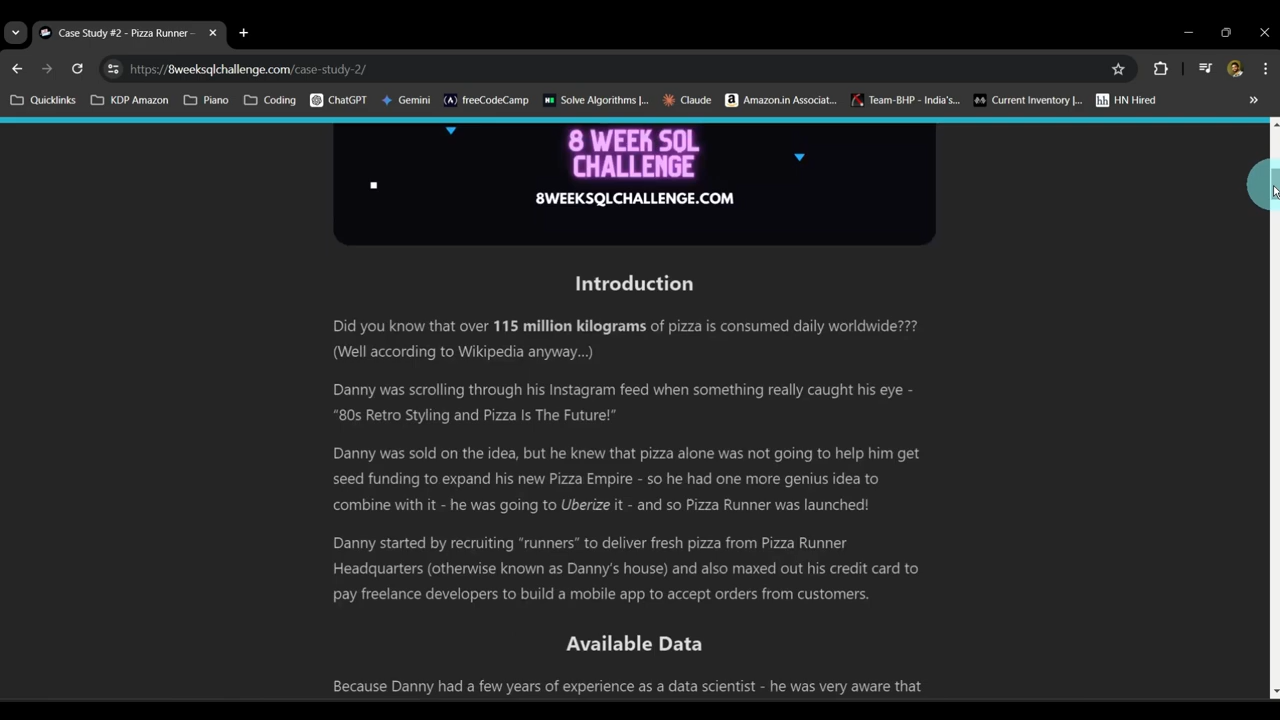 Case Study #2 - Pizza Runner –
https://8weeksqlchallenge.com/case-study-2/
Quicklinks KDP Amazon Piano Coding ChatGPT Gemini freeCodeCamp Solve Algorithms |... Claude Amazon.in Associat... Team-BHP - India's... Current Inventory |... HN Hired
8 WEEK SQL
CHALLENGE
8WEEKSQLCHALLENGE.COM
Introduction
Did you know that over 115 million kilograms of pizza is consumed daily worldwide???
(Well according to Wikipedia anyway…)
Danny was scrolling through his Instagram feed when something really caught his eye -
“80s Retro Styling and Pizza Is The Future!”
Danny was sold on the idea, but he knew that pizza alone was not going to help him get
seed funding to expand his new Pizza Empire - so he had one more genius idea to
combine with it - he was going to Uberize it - and so Pizza Runner was launched!
Danny started by recruiting “runners” to deliver fresh pizza from Pizza Runner
Headquarters (otherwise known as Danny’s house) and also maxed out his credit card to
pay freelance developers to build a mobile app to accept orders from customers.
Available Data
Because Danny had a few years of experience as a data scientist - he was very aware that